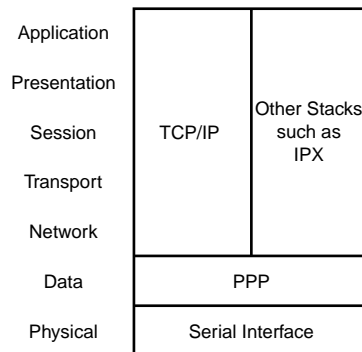 Application
Presentation
Session
Transport
Network
Data
Physical
TCP/IP
Other Stacks
such as
IPX
PPP
Serial Interface